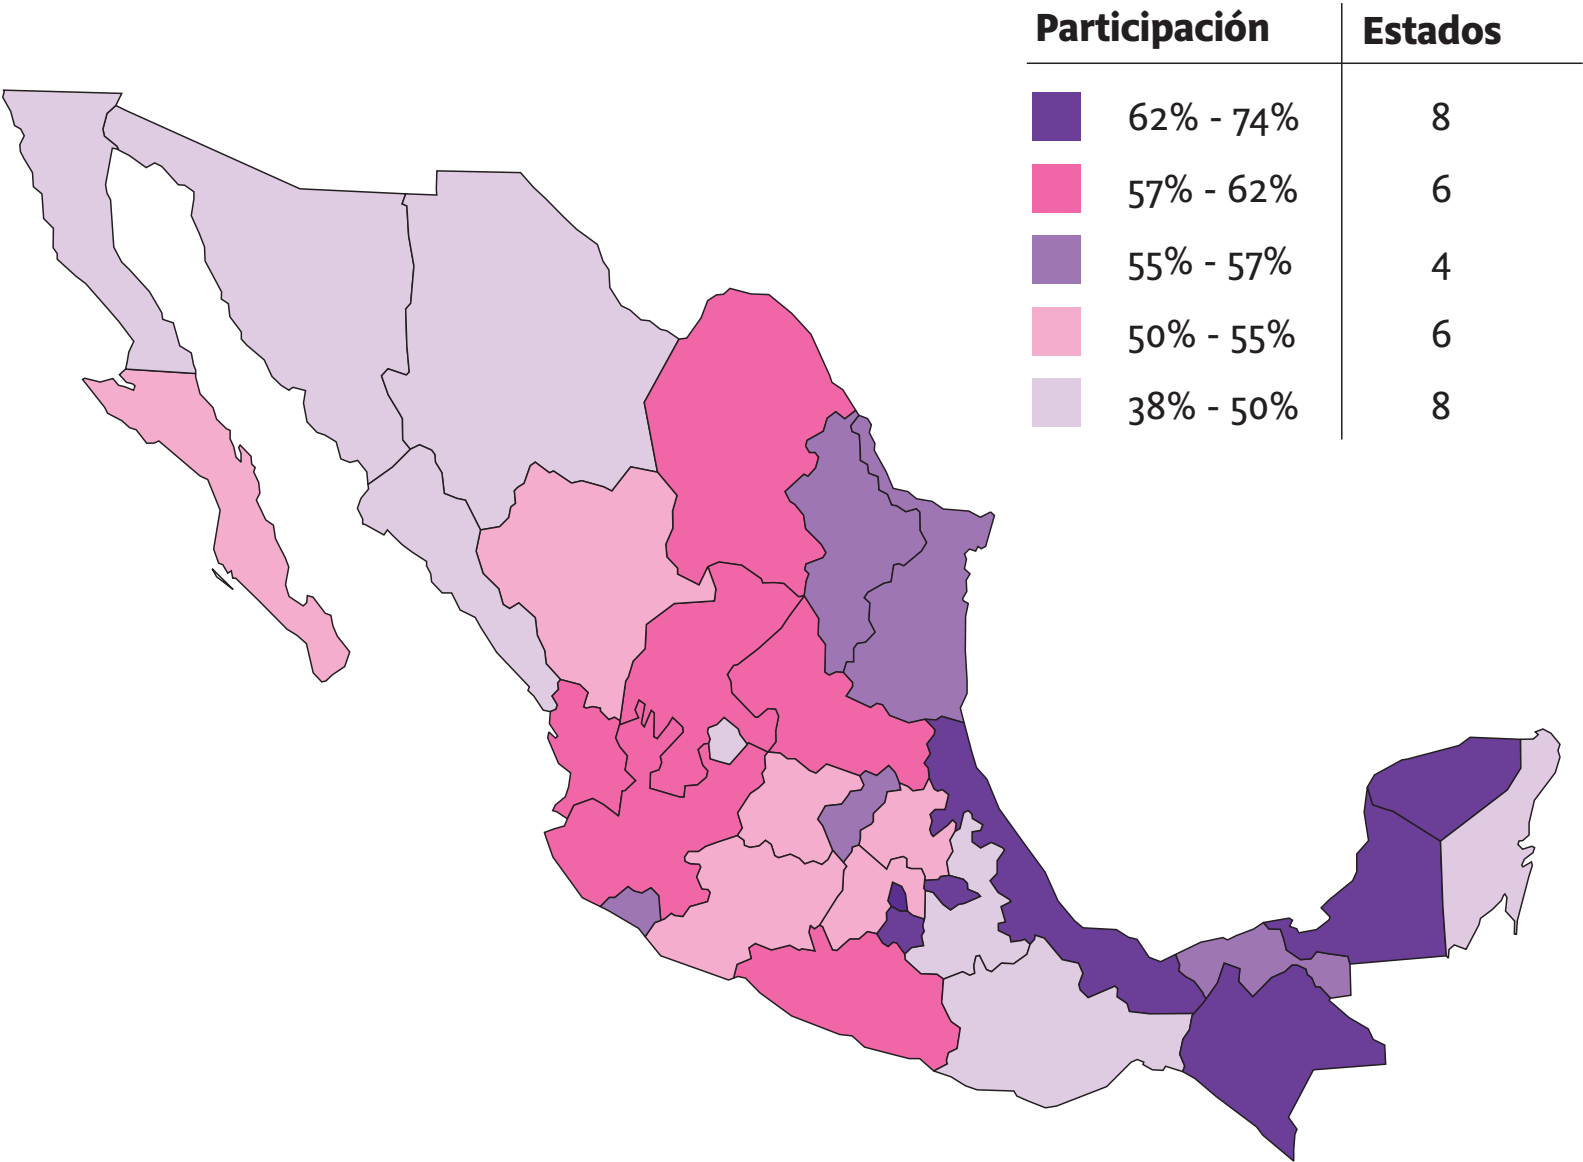 Participación Estados
62% - 74% 8
57% - 62% 6
55% - 57% 4
50% - 55% 6
38% - 50% 8